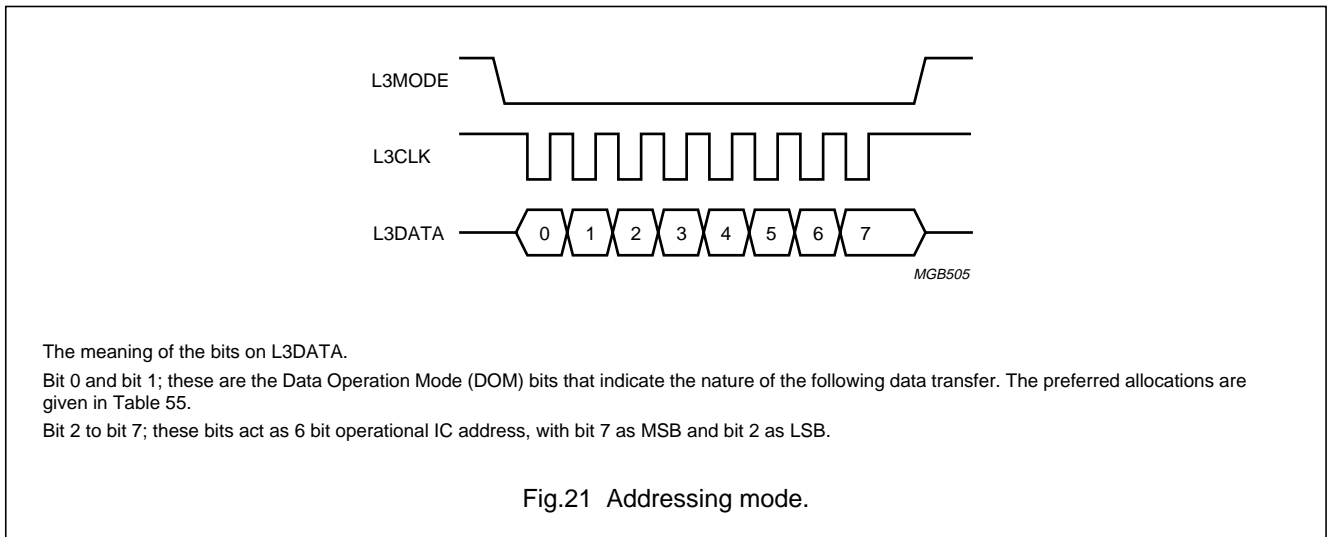 L3MODE
L3CLK
L3DATA
0 1 2 3 4 5 6 7
MGB505
The meaning of the bits on L3DATA.
Bit 0 and bit 1; these are the Data Operation Mode (DOM) bits that indicate the nature of the following data transfer. The preferred allocations are
given in Table 55.
Bit 2 to bit 7; these bits act as 6 bit operational IC address, with bit 7 as MSB and bit 2 as LSB.
Fig.21 Addressing mode.